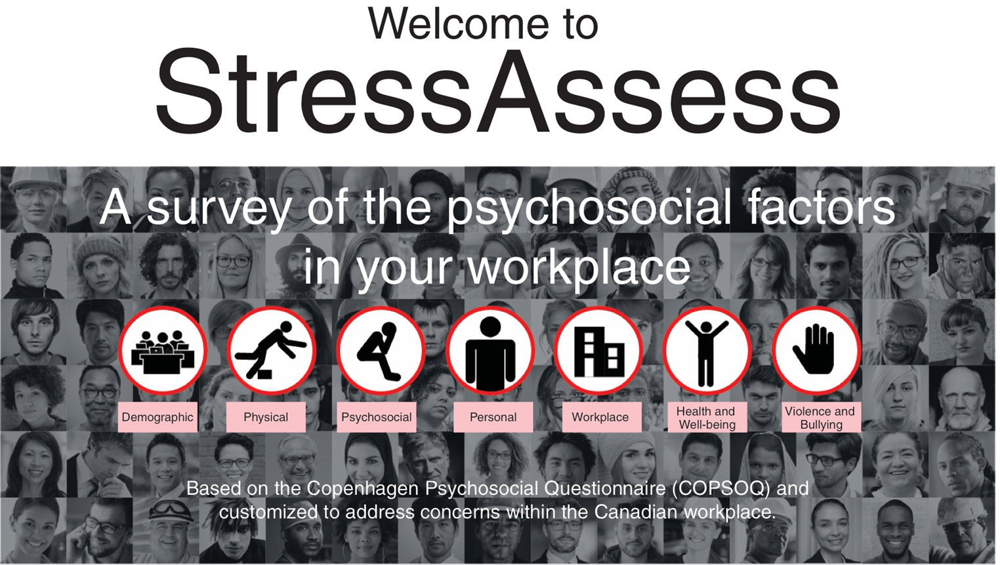 Welcome to
StressAssess
A survey of the psychosocial factors
in your workplace
Demographic
Physical
Psychosocial
Personal
Workplace
Health and
Well-being
Violence and
Bullying
Based on the Copenhagen Psychosocial Questionnaire (COPSOQ) and
customized to address concerns within the Canadian workplace.